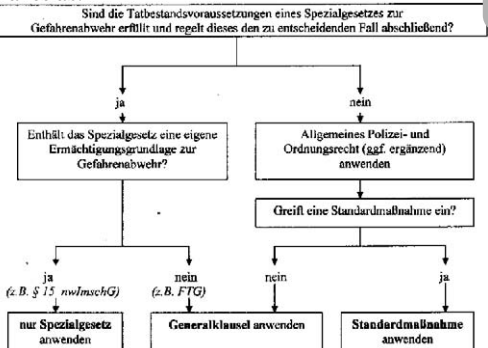 Sind die Tatbestandsvoraussetzungen eines Spezialgesetzes zur
Gefahrenabwehr erfüllt und regelt dieses den zu entscheidenden Fall abschließend?
ja
nein
Enthält das Spezialgesetz eine eigene
Ermächtigungsgrundlage zur
Gefahrenabwehr?
Allgemeines Polizei- und
Ordnungsrecht (ggf. ergänzend)
anwenden
Greift eine Standardmaßnahme ein?
ja
(z.B. § 15 nwImschG)
nein
(z.B. FTG)
nein
ja
nur Spezialgesetz
anwenden
Generalklausel anwenden
Standardmaßnahme
anwenden